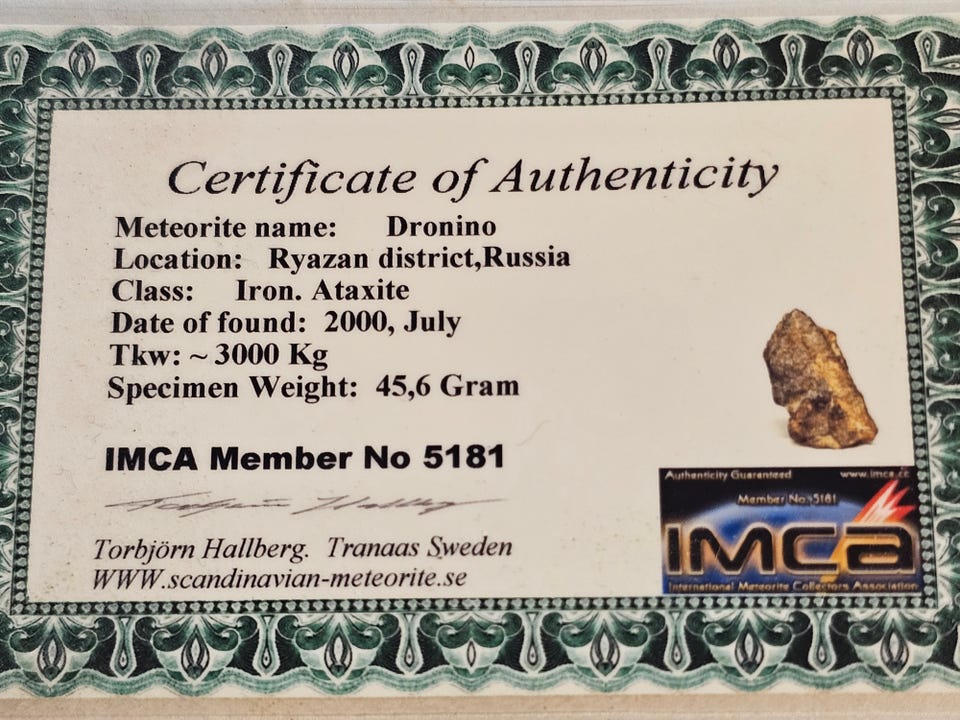 Certificate of Authenticity
Meteorite name: Dronino
Location: Ryazan district,Russia
Class: Iron. Ataxite
Date of found: 2000, July
Tkw: ~ 3000 Kg
Specimen Weight: 45,6 Gram
IMCA Member No 5181
Torbjörn Hallberg
Torbjörn Hallberg. Tranaas Sweden
WWW.scandinavian-meteorite.se
Authenticity Guaranteed www.imca.cc
Member No. 5181
IMCa
International Meteorite Collectors Association